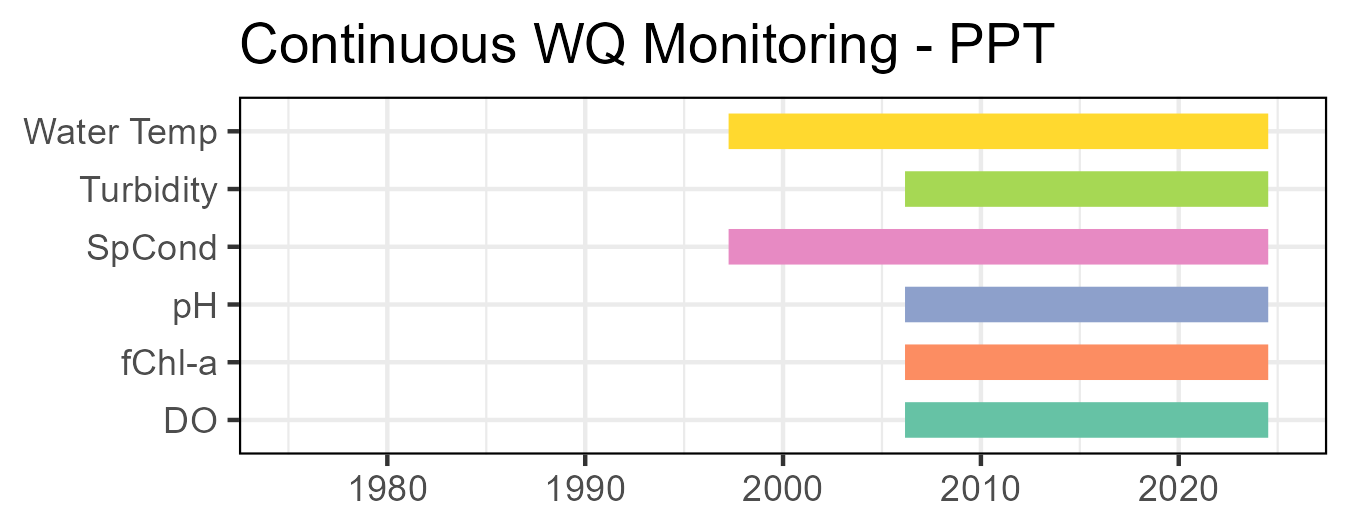 Continuous WQ Monitoring - PPT
Water Temp
Turbidity
SpCond
pH
fChl-a
DO
1980 1990 2000 2010 2020